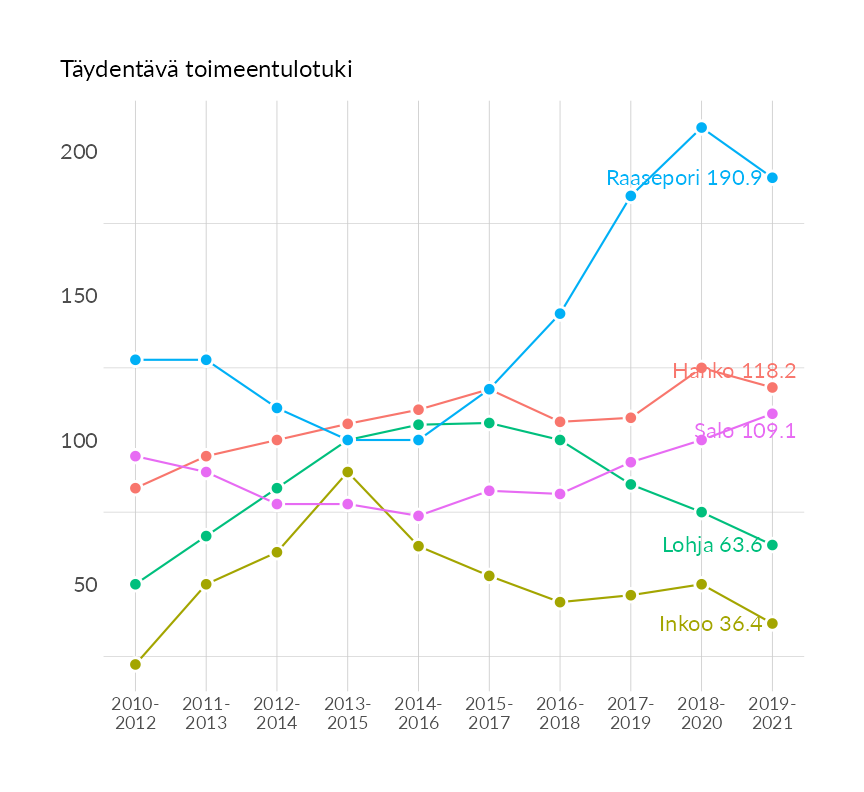 Täydentävä toimeentulotuki
200
Raasepori 190.9
150
Hanko 118.2
100
Salo 109.1
Lohja 63.6
50
Inkoo 36.4
2010- 2011- 2012- 2013- 2014- 2015- 2016- 2017- 2018- 2019-
2012 2013 2014 2015 2016 2017 2018 2019 2020 2021